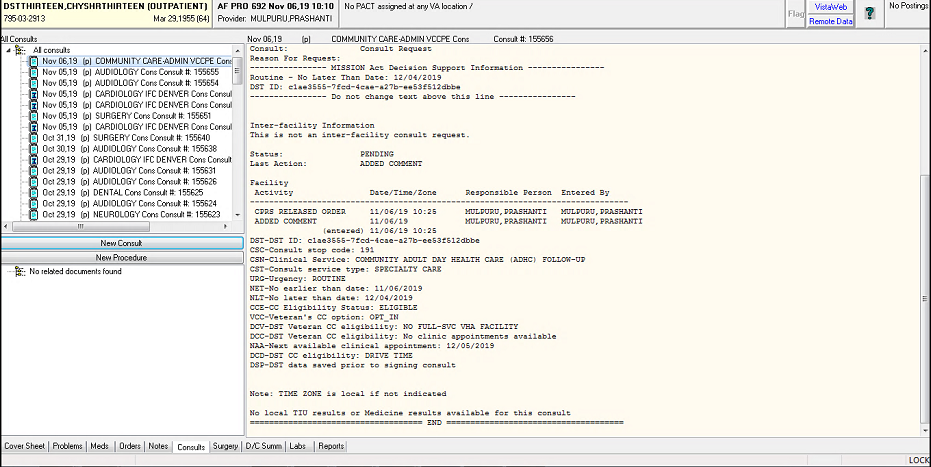 DSTTHIRTEEN,CHYSHRTHIRTEEN (OUTPATIENT)
795-02-2913 Mar 29,1955 (64)
AF PRO 692 Nov 06,19 10:10
Provider: MULPURU,PRASHANTI
No PACT assigned at any VA location /
Flag
VistaWeb
Remote Data
?
No Postings
All Consults
Nov 06,19 (p) COMMUNITY CARE-ADMIN VCCPE Cons Consult #: 155656
All consults
Nov 06,19 (p) COMMUNITY CARE-ADMIN VCCPE Cons
Nov 05,19 (p) AUDIOLOGY Cons Consult #: 155655
Nov 05,19 (p) AUDIOLOGY Cons Consult #: 155654
Nov 05,19 (p) CARDIOLOGY IFC DENVER Cons Consult
Nov 05,19 (p) CARDIOLOGY IFC DENVER Cons Consult
Nov 05,19 (p) SURGERY Cons Consult #: 155651
Nov 05,19 (p) CARDIOLOGY IFC DENVER Cons Consult
Oct 31,19 (p) SURGERY Cons Consult #: 155640
Oct 30,19 (p) AUDIOLOGY Cons Consult #: 155638
Oct 29,19 (p) CARDIOLOGY IFC DENVER Cons Consult
Oct 29,19 (p) AUDIOLOGY Cons Consult #: 155631
Oct 29,19 (p) AUDIOLOGY Cons Consult #: 155626
Oct 29,19 (p) DENTAL Cons Consult #: 155625
Oct 29,19 (p) AUDIOLOGY Cons Consult #: 155624
Oct 29,19 (p) NEUROLOGY Cons Consult #: 155623
New Consult
New Procedure
No related documents found
Consult: Consult Request
Reason For Request:
--------------- MISSION Act Decision Support Information ---------------
Routine - No Later Than Date: 12/04/2019
DST ID: c1ae3555-7fcd-4cae-a27b-ee53f512dbbe
--------------- Do not change text above this line ---------------
Inter-facility Information
This is not an inter-facility consult request.
Status: PENDING
Last Action: ADDED COMMENT
Facility
Activity Date/Time/Zone Responsible Person Entered By
-------------------------------------------------------------------------------
CPRS RELEASED ORDER 11/06/19 10:25 MULPURU,PRASHANTI MULPURU,PRASHANTI
ADDED COMMENT 11/06/19 MULPURU,PRASHANTI MULPURU,PRASHANTI
(entered) 11/06/19 10:25
DST-DST ID: c1ae3555-7fcd-4cae-a27b-ee53f512dbbe
CSC-Consult stop code: 191
CSN-Clinical Service: COMMUNITY ADULT DAY HEALTH CARE (ADHC) FOLLOW-UP
CST-Consult service type: SPECIALTY CARE
URG-Urgency: ROUTINE
NET-No earlier than date: 11/06/2019
NLT-No later than date: 12/04/2019
CCE-CC Eligibility Status: ELIGIBLE
VCC-Veteran's CC option: OPT_IN
DCV-DST Veteran CC eligibility: NO FULL-SVC VHA FACILITY
DCC-DST Veteran CC eligibility: No clinic appointments available
NAA-Next available clinical appointment: 12/05/2019
DCD-DST CC eligibility: DRIVE TIME
DSP-DST data saved prior to signing consult
Note: TIME ZONE is local if not indicated
No local TIU results or Medicine results available for this consult
=================================== END ===================================
Cover Sheet Problems Meds Orders Notes Consults Surgery D/C Summ Labs Reports
LOCK